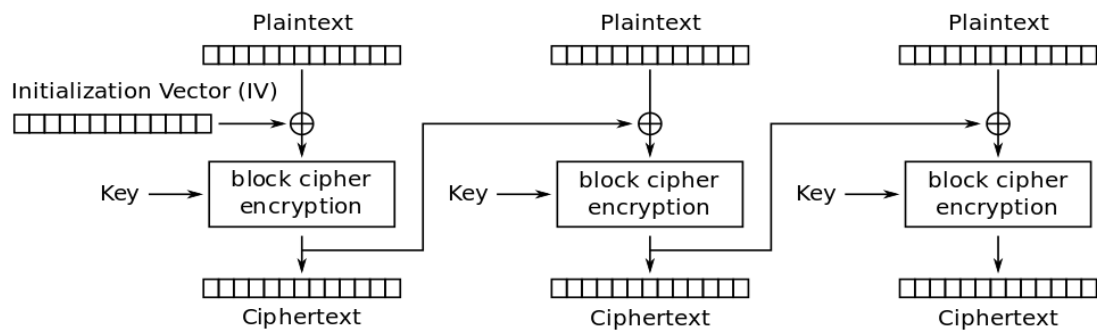 Plaintext
Plaintext
Plaintext
Initialization Vector (IV)
Key
block cipher
encryption
Key
block cipher
encryption
Key
block cipher
encryption
Ciphertext
Ciphertext
Ciphertext